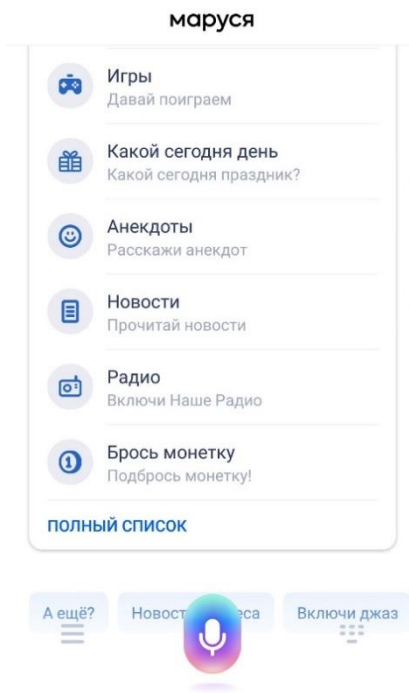 маруся
Игры
Давай поиграем
Какой сегодня день
Какой сегодня праздник?
Анекдоты
Расскажи анекдот
Новости
Прочитай новости
Радио
Включи Наше Радио
Брось монетку
Подбрось монетку!
ПОЛНЫЙ СПИСОК
А ещё? Включи джаз